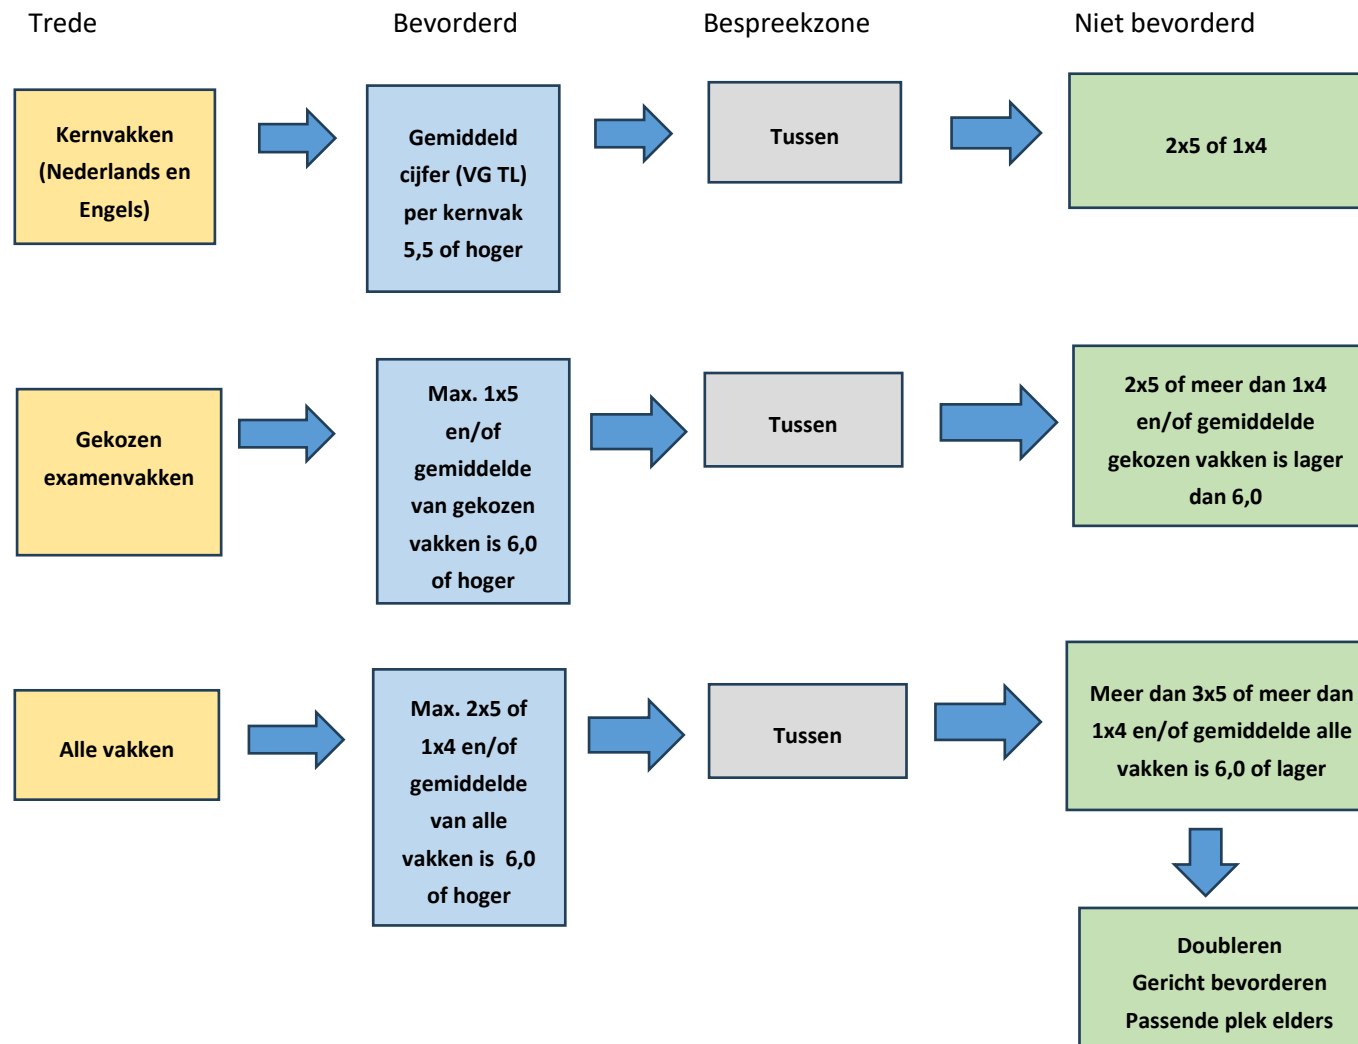 Trede
Bevorderd
Bespreekzone
Niet bevorderd
Kernvakken
(Nederlands en
Engels)
Gemiddeld
cijfer (VG TL)
per kernvak
5,5 of hoger
Tussen
2x5 of 1x4
Gekozen
examenvakken
Max. 1x5
en/of
gemiddelde
van gekozen
vakken is 6,0
of hoger
Tussen
2x5 of meer dan 1x4
en/of gemiddelde
gekozen vakken is lager
dan 6,0
Alle vakken
Max. 2x5 of
1x4 en/of
gemiddelde
van alle
vakken is  6,0
of hoger
Tussen
Meer dan 3x5 of meer dan
1x4 en/of gemiddelde alle
vakken is 6,0 of lager
Doubleren
Gericht bevorderen
Passende plek elders